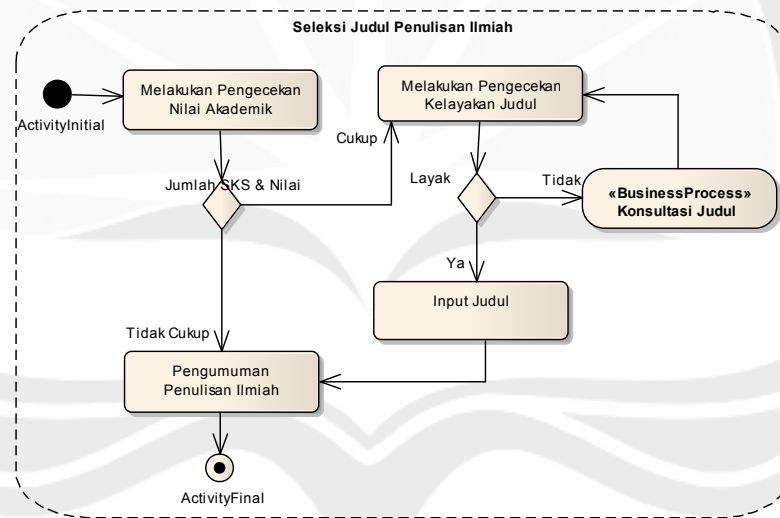 Seleksi Judul Penulisan Ilmiah
ActivityInitial
Melakukan Pengecekan
Nilai Akademik
Melakukan Pengecekan
Kelayakan Judul
Cukup
Jumlah SKS & Nilai
Layak
Tidak
«BusinessProcess»
Konsultasi Judul
Ya
Input Judul
Tidak Cukup
Pengumuman
Penulisan Ilmiah
ActivityFinal